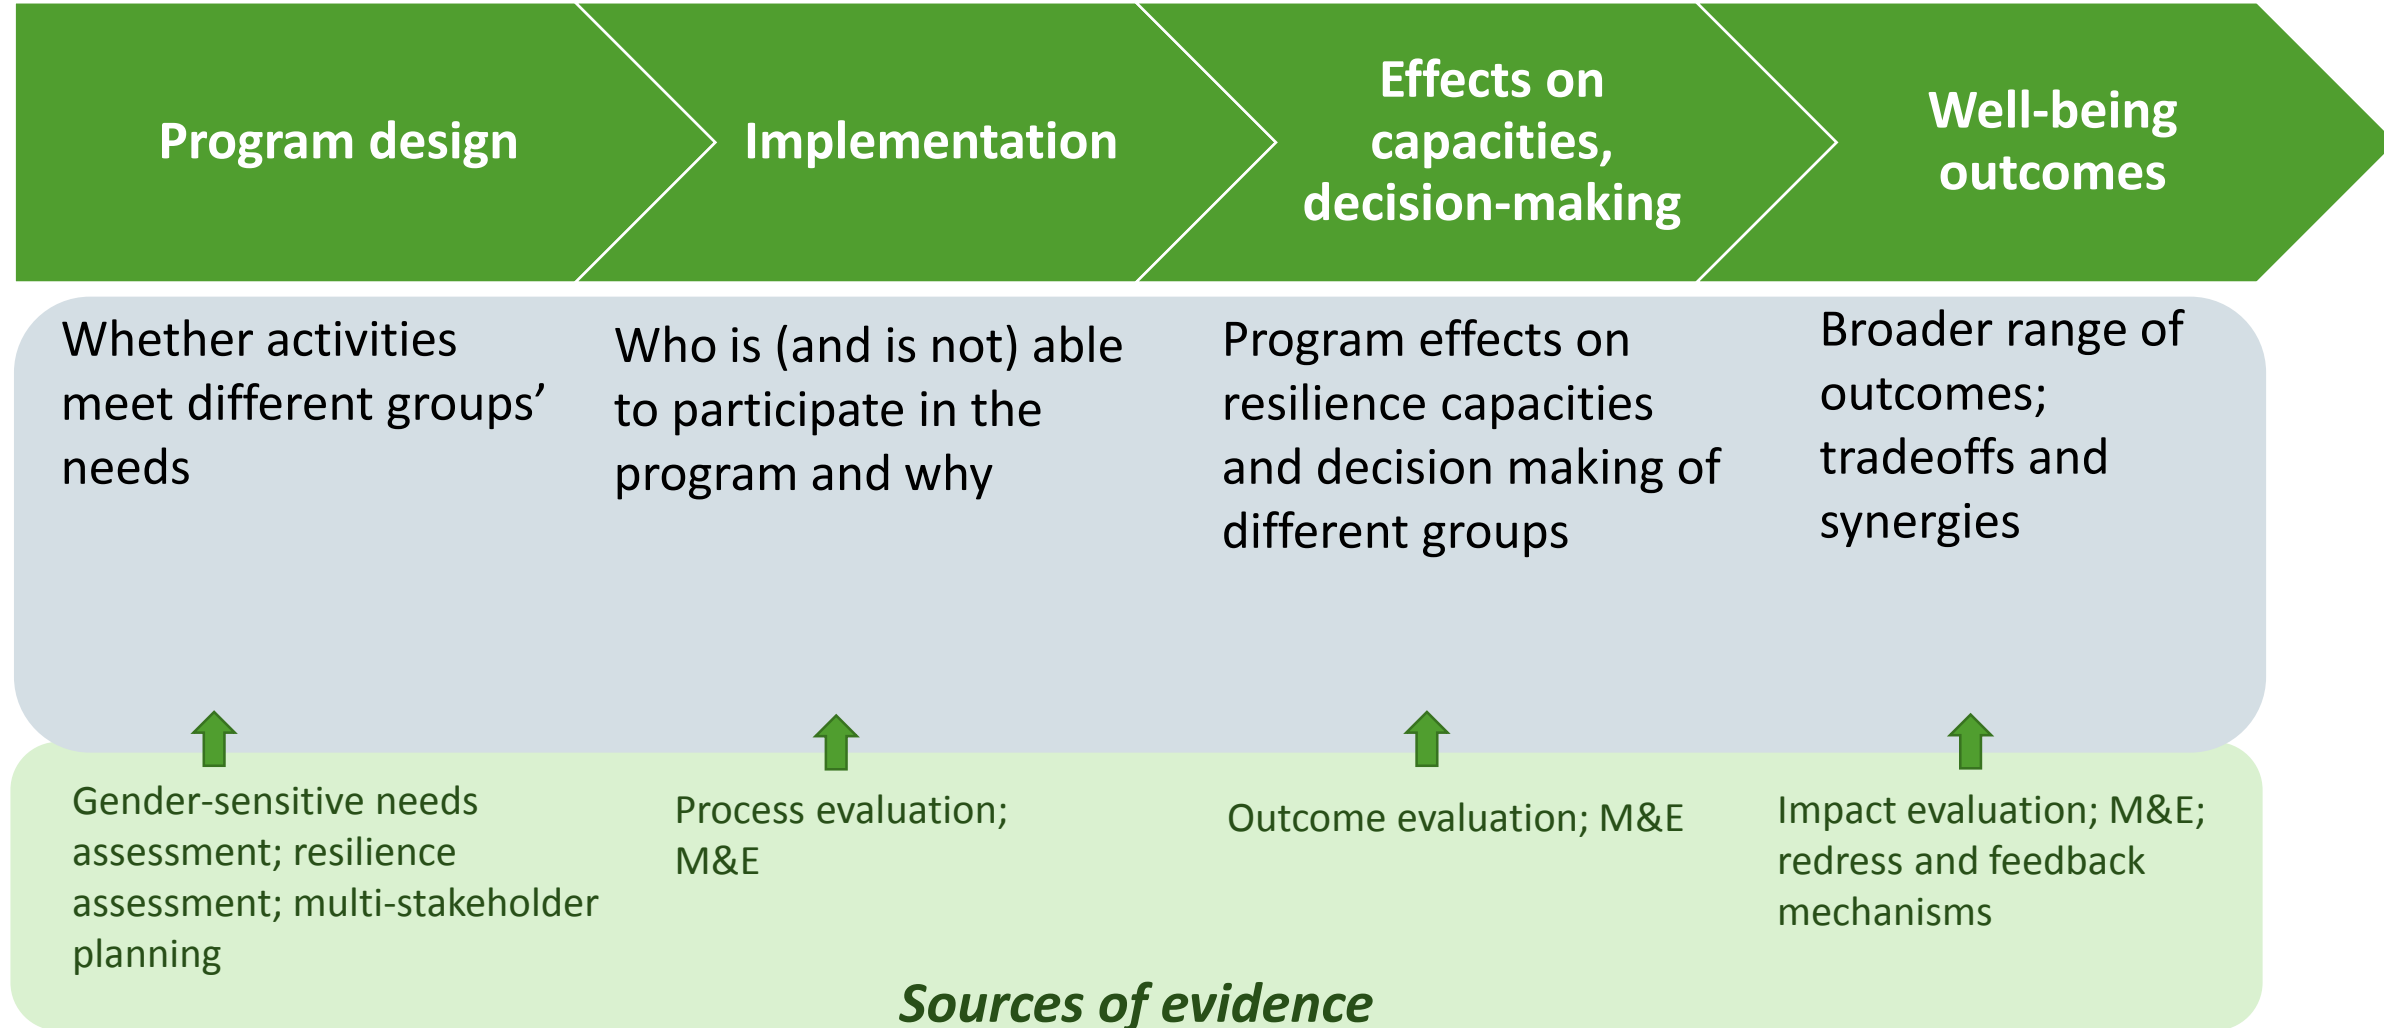 Program design
Implementation
Effects on
capacities,
decision-making
Well-being
outcomes
Whether activities
meet different groups’
needs
Who is (and is not) able
to participate in the
program and why
Program effects on
resilience capacities
and decision making of
different groups
Broader range of
outcomes;
tradeoffs and
synergies
Gender-sensitive needs
assessment; resilience
assessment; multi-stakeholder
planning
Process evaluation;
M&E
Outcome evaluation; M&E
Impact evaluation; M&E;
redress and feedback
mechanisms
Sources of evidence